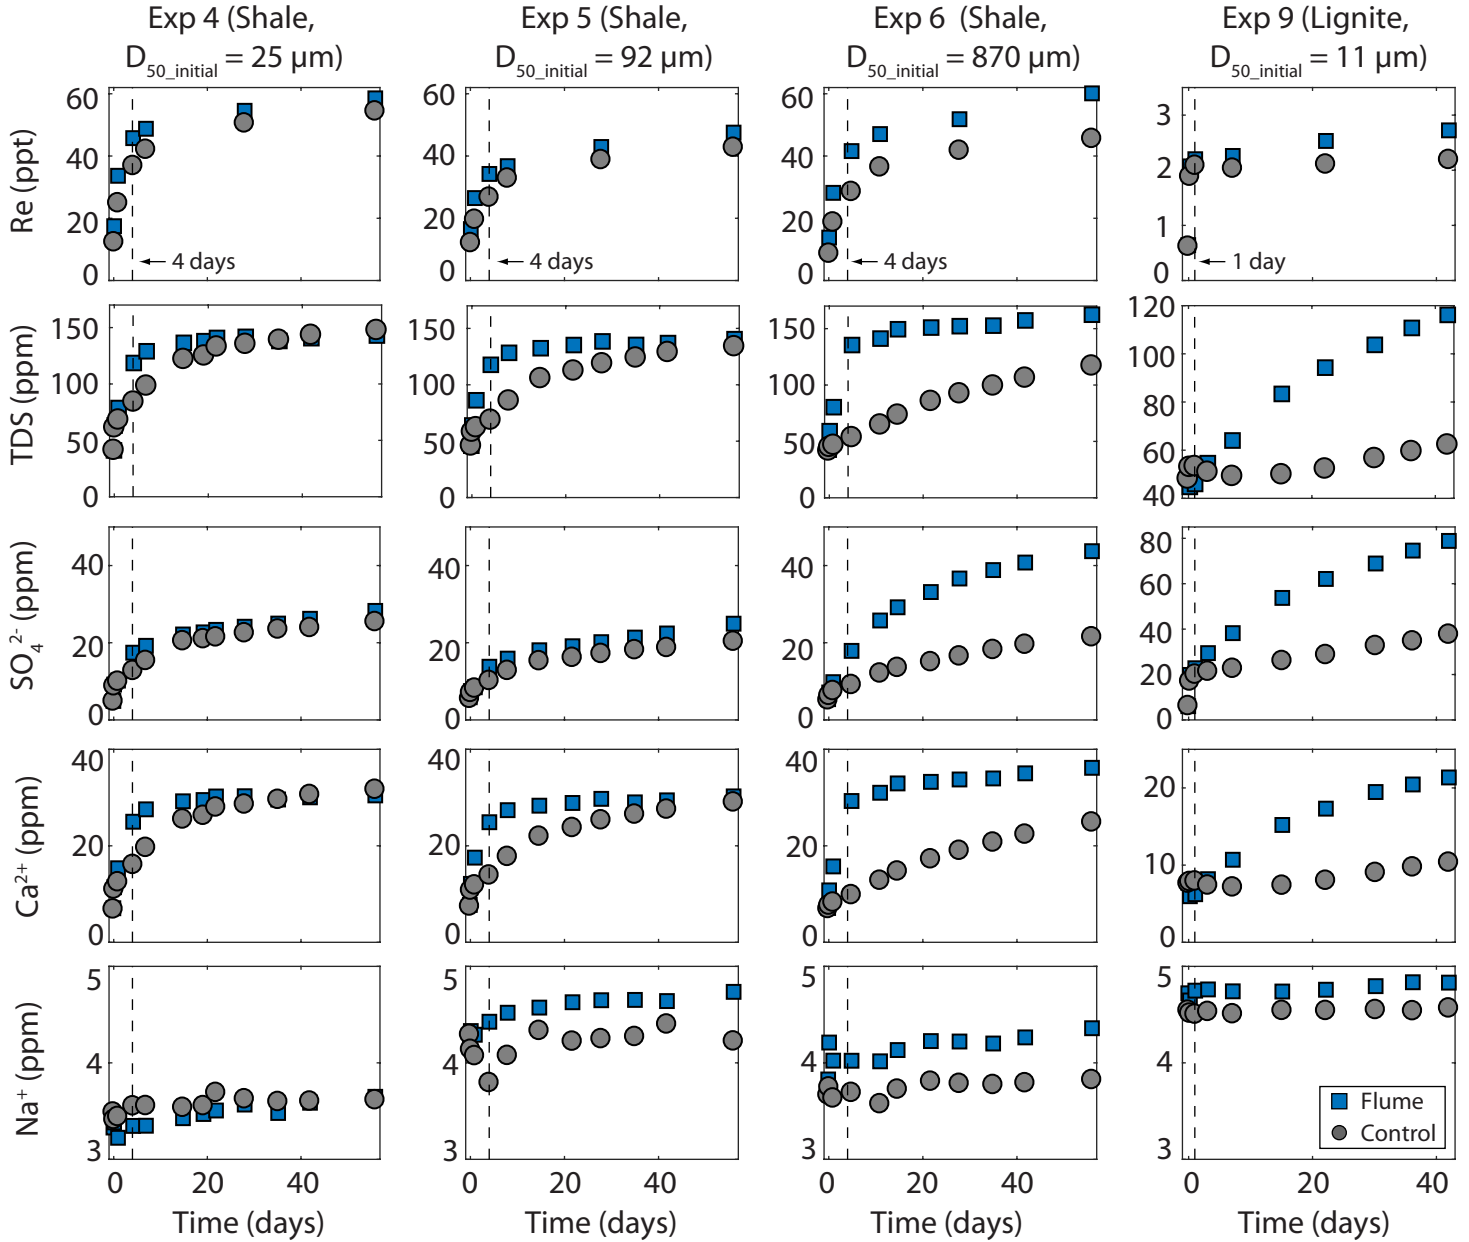 Exp 4 (Shale,
D50_initial = 25 µm)
Exp 5 (Shale,
D50_initial = 92 µm)
Exp 6 (Shale,
D50_initial = 870 µm)
Exp 9 (Lignite,
D50_initial = 11 µm)
Re (ppt)
60
40
20
0
4 days
60
40
20
0
4 days
60
40
20
0
4 days
3
2
1
0
1 day
TDS (ppm)
150
100
50
0
150
100
50
0
150
100
50
0
120
100
80
60
40
SO4^2- (ppm)
40
20
0
40
20
0
40
20
0
80
60
40
20
0
Ca^2+ (ppm)
40
20
0
40
20
0
40
20
0
20
10
0
Na^+ (ppm)
5
4
3
5
4
3
5
4
3
5
4
3
Flume
Control
0 20 40
0 20 40
0 20 40
0 20 40
Time (days)
Time (days)
Time (days)
Time (days)